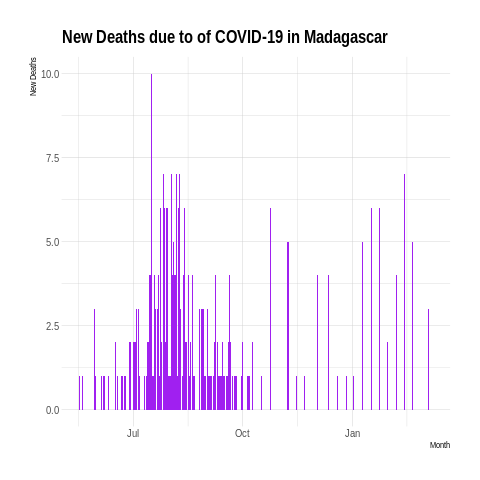 New Deaths due to of COVID-19 in Madagascar
New Deaths
10.0
7.5
5.0
2.5
0.0
Jul Oct Jan
Month